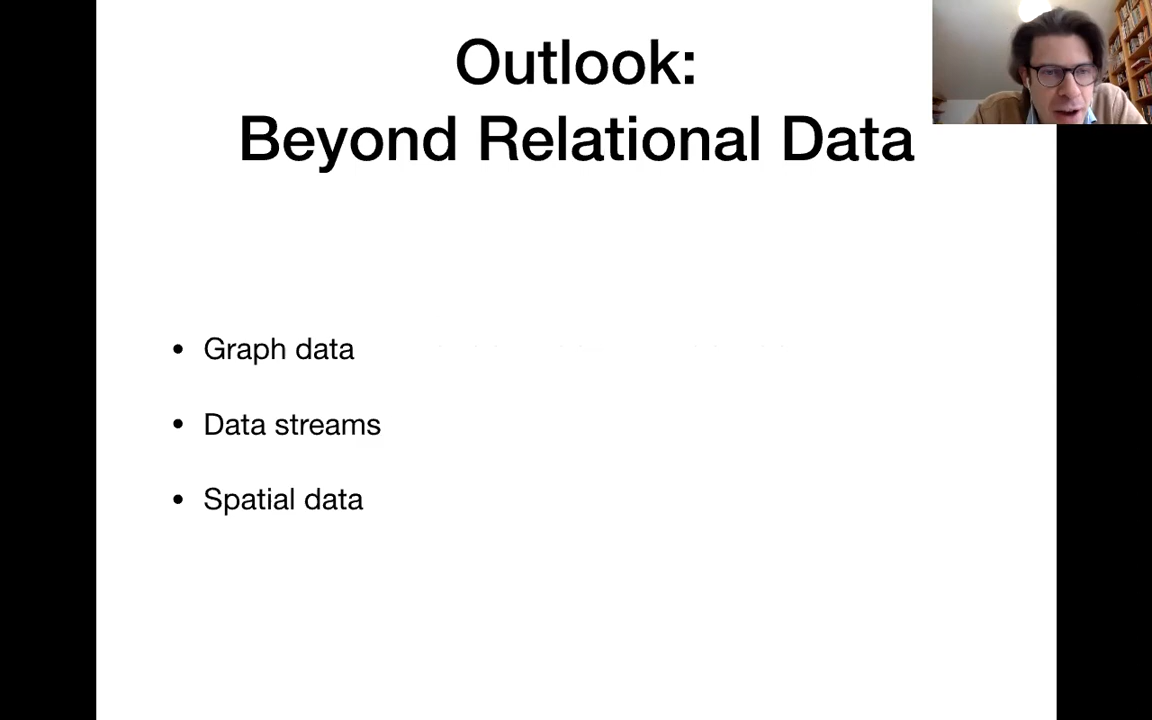 Outlook:
Beyond Relational Data
• Graph data
• Data streams
• Spatial data